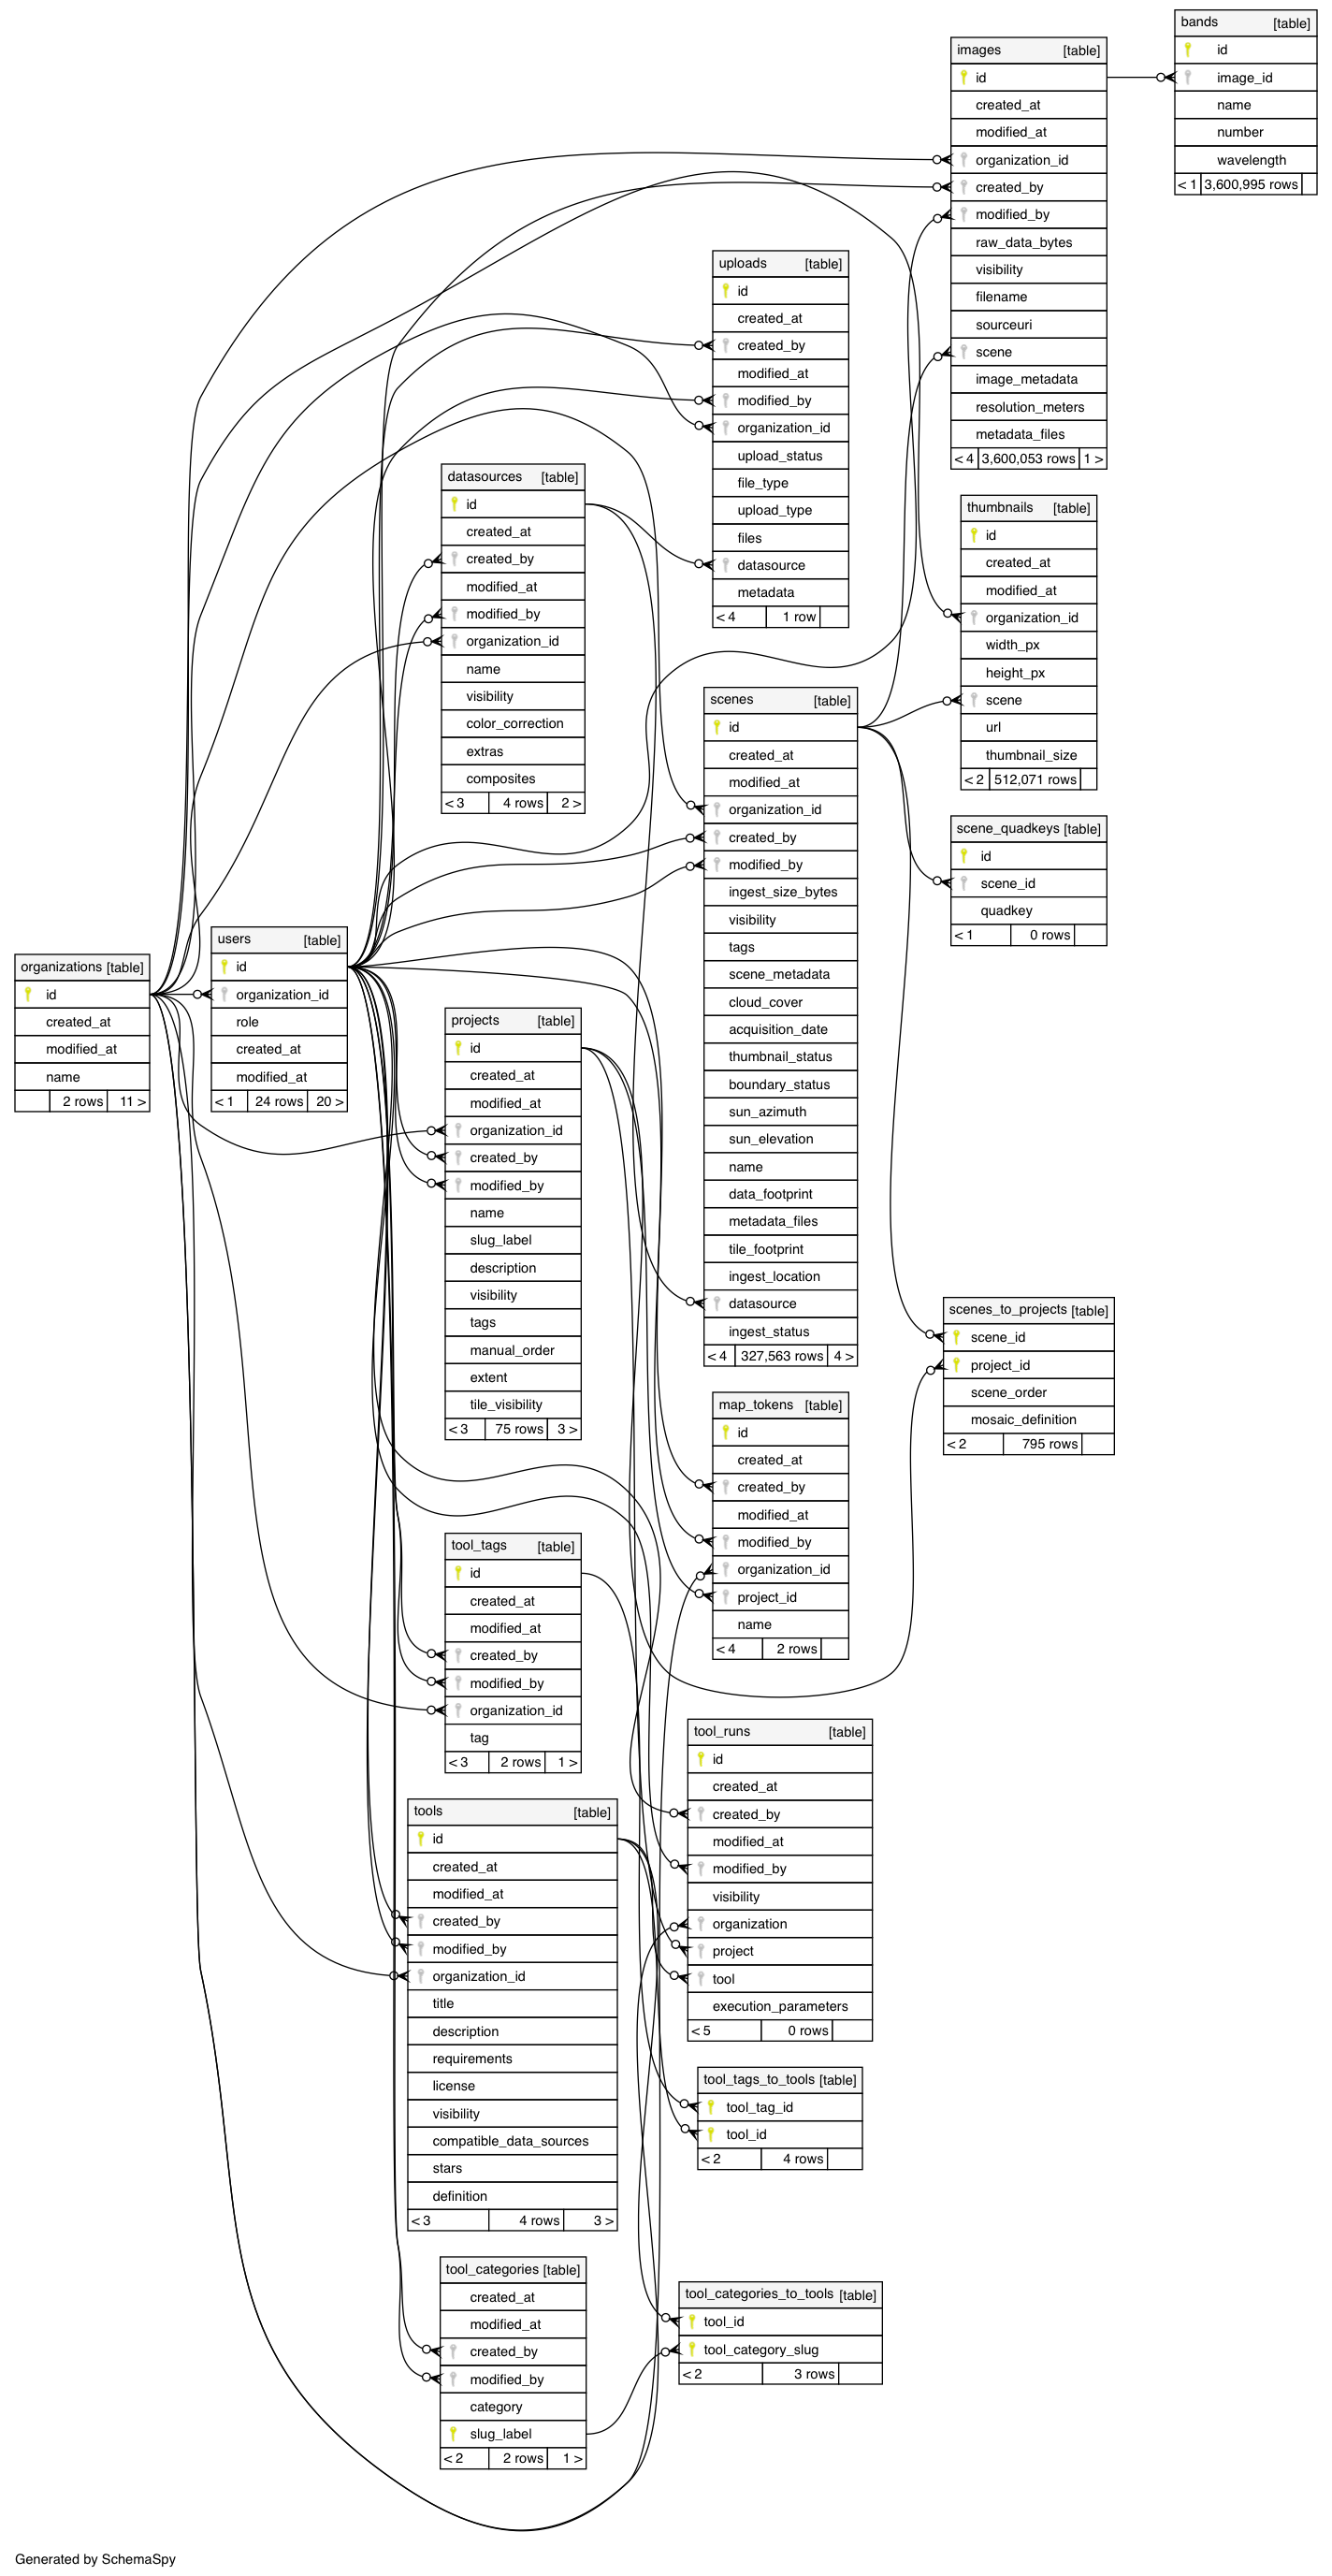 bands [table]
id
image_id
name
number
wavelength
< 1 3,600,995 rows
images [table]
id
created_at
modified_at
organization_id
created_by
modified_by
raw_data_bytes
visibility
filename
sourceuri
scene
image_metadata
resolution_meters
metadata_files
< 4 3,600,053 rows 1 >
uploads [table]
id
created_at
created_by
modified_at
modified_by
organization_id
upload_status
file_type
upload_type
files
datasource
metadata
< 4 1 row
datasources [table]
id
created_at
created_by
modified_at
modified_by
organization_id
name
visibility
color_correction
extras
composites
< 3 4 rows 2 >
thumbnails [table]
id
created_at
modified_at
organization_id
width_px
height_px
scene
url
thumbnail_size
< 2 512,071 rows
scenes [table]
id
created_at
modified_at
organization_id
created_by
modified_by
ingest_size_bytes
visibility
tags
scene_metadata
cloud_cover
acquisition_date
thumbnail_status
boundary_status
sun_azimuth
sun_elevation
name
data_footprint
metadata_files
tile_footprint
ingest_location
datasource
ingest_status
< 4 327,563 rows 4 >
scene_quadkeys [table]
id
scene_id
quadkey
< 1 0 rows
organizations [table]
id
created_at
modified_at
name
2 rows 11 >
users [table]
id
organization_id
role
created_at
modified_at
< 1 24 rows 20 >
projects [table]
id
created_at
modified_at
organization_id
created_by
modified_by
name
slug_label
description
visibility
tags
manual_order
extent
tile_visibility
< 3 75 rows 3 >
scenes_to_projects [table]
scene_id
project_id
scene_order
mosaic_definition
< 2 795 rows
map_tokens [table]
id
created_at
created_by
modified_at
modified_by
organization_id
project_id
name
< 4 2 rows
tool_tags [table]
id
created_at
modified_at
created_by
modified_by
organization_id
tag
< 3 2 rows 1 >
tool_runs [table]
id
created_at
created_by
modified_at
modified_by
visibility
organization
project
tool
execution_parameters
< 5 0 rows
tools [table]
id
created_at
modified_at
created_by
modified_by
organization_id
title
description
requirements
license
visibility
compatible_data_sources
stars
definition
< 3 4 rows 3 >
tool_tags_to_tools [table]
tool_tag_id
tool_id
< 2 4 rows
tool_categories [table]
created_at
modified_at
created_by
modified_by
category
slug_label
< 2 2 rows 1 >
tool_categories_to_tools [table]
tool_id
tool_category_slug
< 2 3 rows
Generated by SchemaSpy